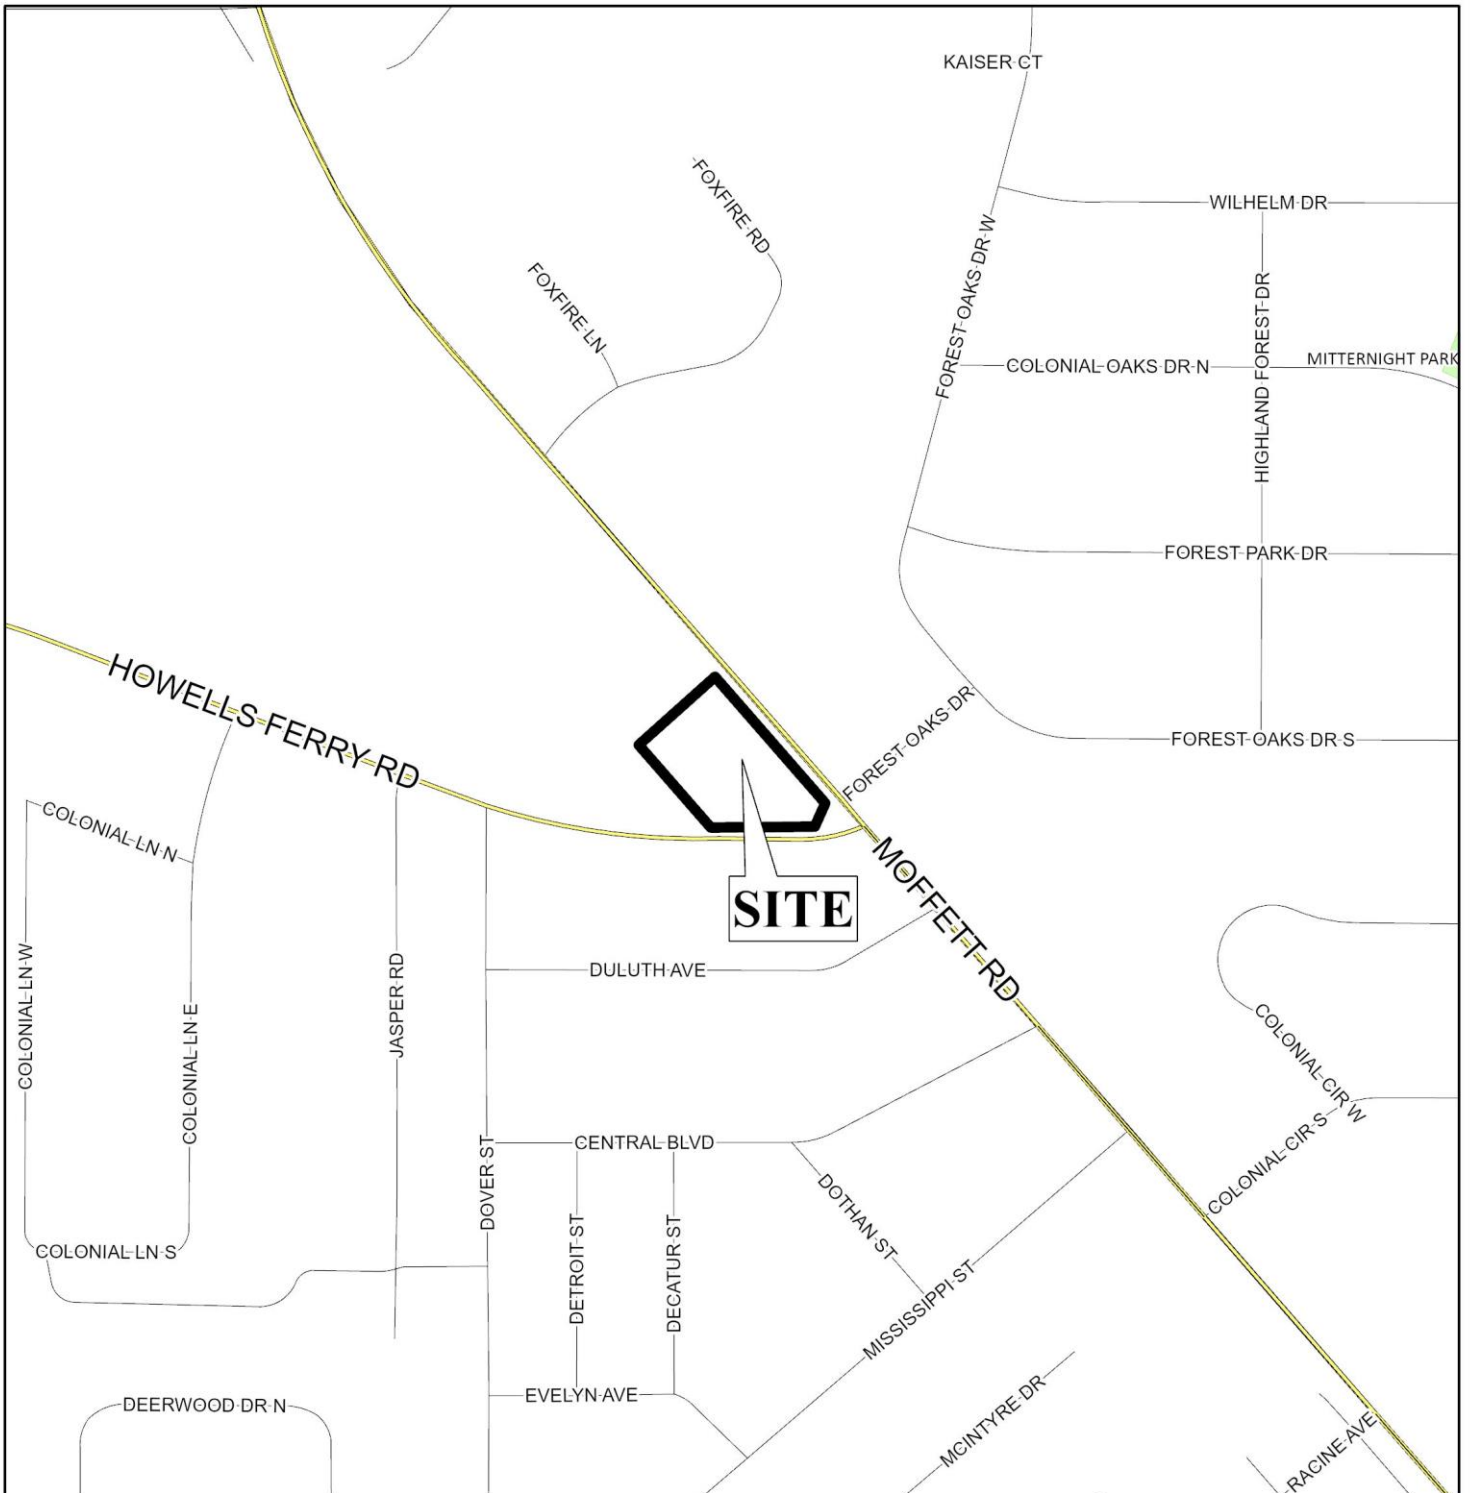 KAISER CT
FOXFIRE RD
WILHELM DR
FOREST OAKS DR W
FOXFIRE LN
HIGHLAND FOREST DR
COLONIAL OAKS DR N
MITTERNIGHT PARK
FOREST PARK DR
HOWELLS FERRY RD
FOREST OAKS DR
FOREST OAKS DR S
COLONIAL LN N
MOFFETT RD
SITE
DULUTH AVE
COLONIAL LN W
COLONIAL LN E
JASPER RD
COLONIAL CIR W
COLONIAL CIR S
CENTRAL BLVD
DOVER ST
DOTHAN ST
COLONIAL LN S
DETROIT ST
DECATUR ST
MISSISSIPPI ST
EVELYN AVE
DEERWOOD DR N
MCINTYRE DR
RACINE AVE